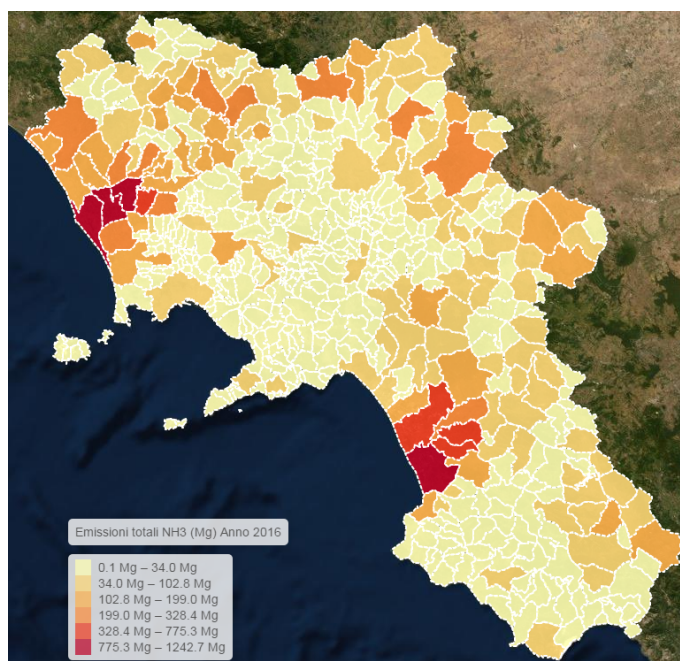 Emissioni totali NH3 (Mg) Anno 2016
0.1 Mg – 34.0 Mg
34.0 Mg – 102.8 Mg
102.8 Mg – 199.0 Mg
199.0 Mg – 328.4 Mg
328.4 Mg – 775.3 Mg
775.3 Mg – 1242.7 Mg